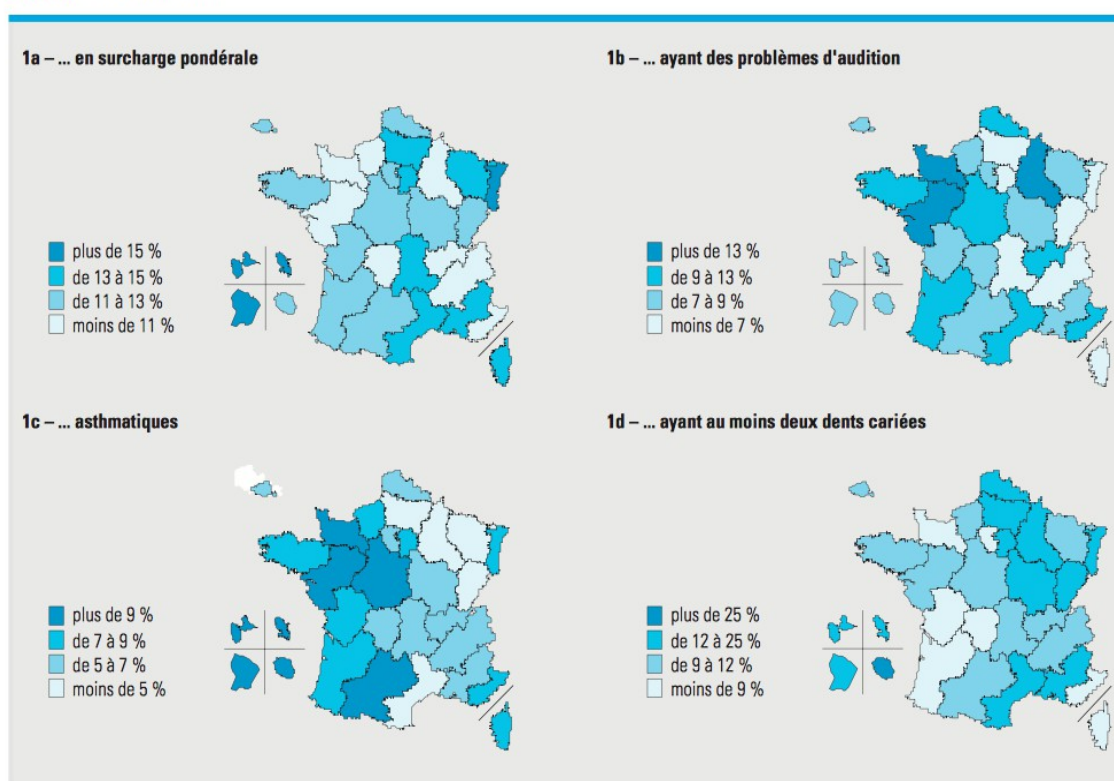 1a – ... en surcharge pondérale
plus de 15 %
de 13 à 15 %
de 11 à 13 %
moins de 11 %
1b – ... ayant des problèmes d'audition
plus de 13 %
de 9 à 13 %
de 7 à 9 %
moins de 7 %
1c – ... asthmatiques
plus de 9 %
de 7 à 9 %
de 5 à 7 %
moins de 5 %
1d – ... ayant au moins deux dents cariées
plus de 25 %
de 12 à 25 %
de 9 à 12 %
moins de 9 %